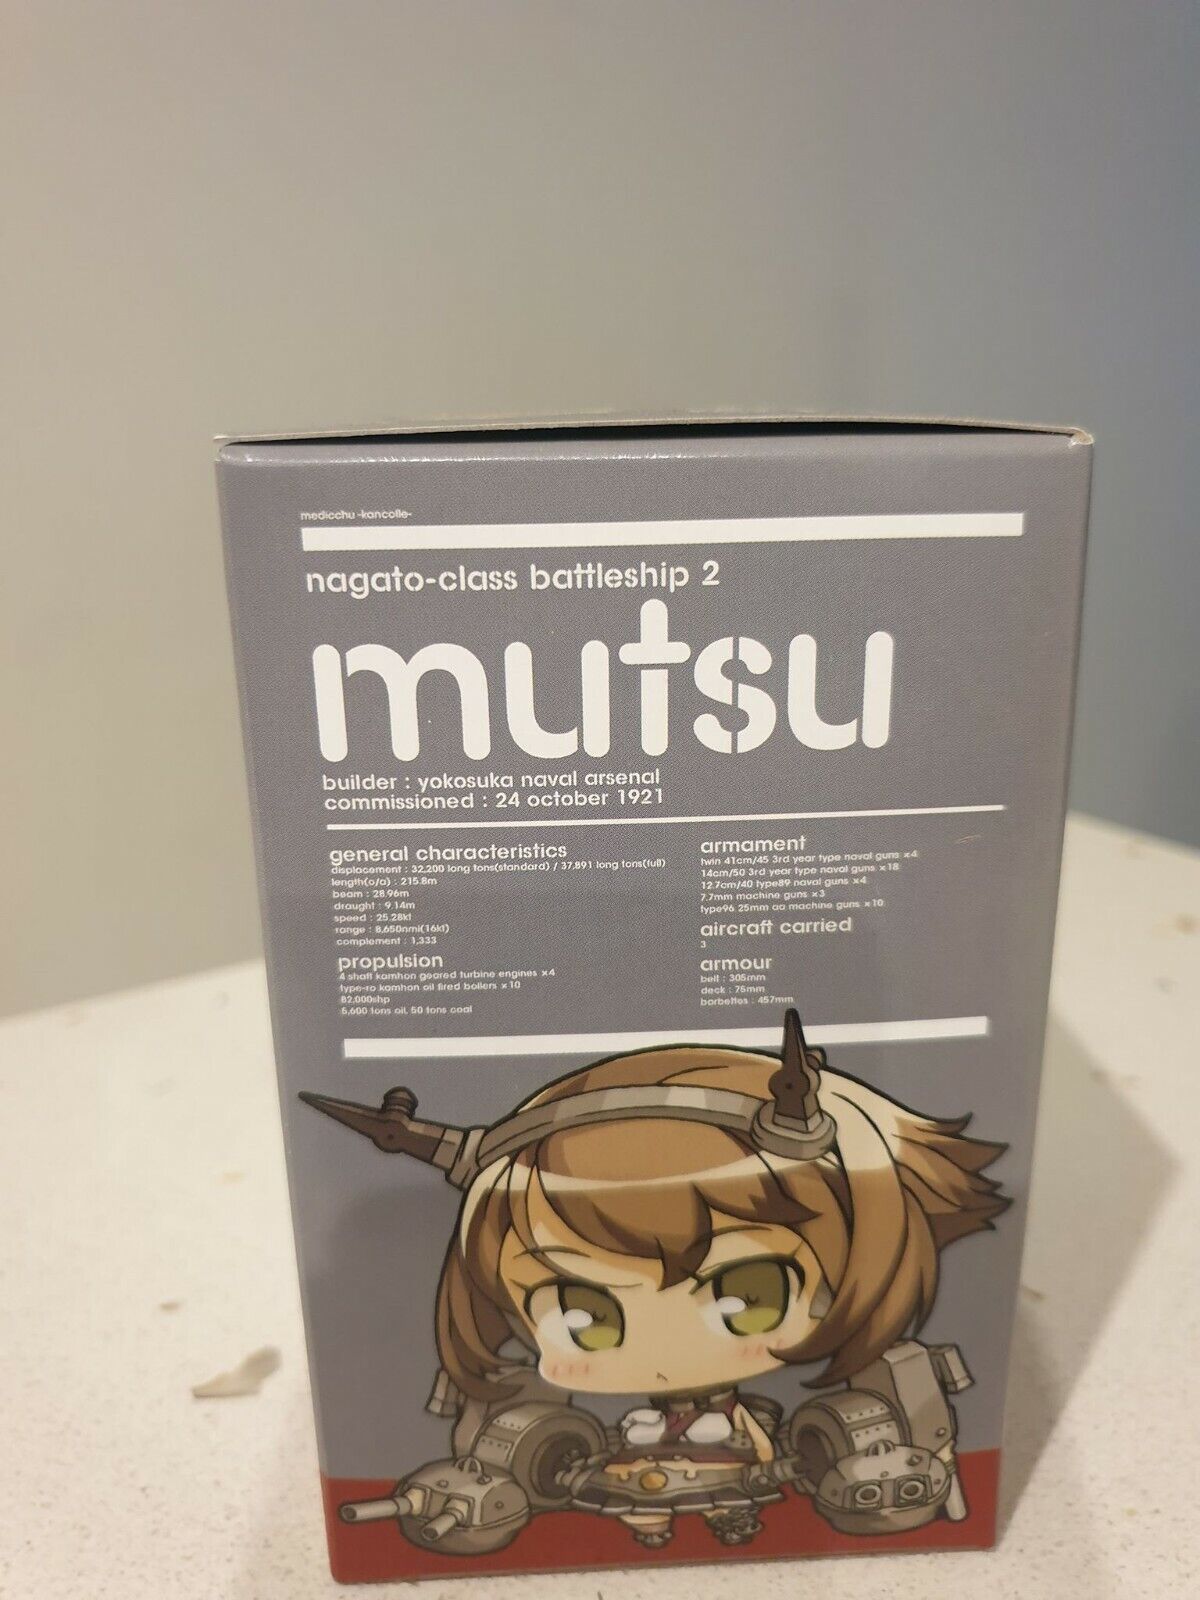 medicchu -kancolle-
nagato-class battleship 2
mutsu
builder : yokosuka naval arsenal
commissioned : 24 october 1921
general characteristics
displacement : 32,200 long tons(standard) / 37,891 long tons(full)
length(o/a) : 215.8m
beam : 28.96m
draught : 9.14m
speed : 25.28kt
range : 8,650nmi(16kt)
complement : 1,333
propulsion
4 shaft kamhon geared turbine engines x4
type-ro kamhon oil fired boilers x 10
82,000shp
5,600 tons oil, 50 tons coal
armament
twin 41cm/45 3rd year type naval guns x4
14cm/50 3rd year type naval guns x18
12.7cm/40 type89 naval guns x4
7.7mm machine guns x3
type96 25mm aa machine guns x 10
aircraft carried
3
armour
belt : 305mm
deck : 75mm
barbettes : 457mm